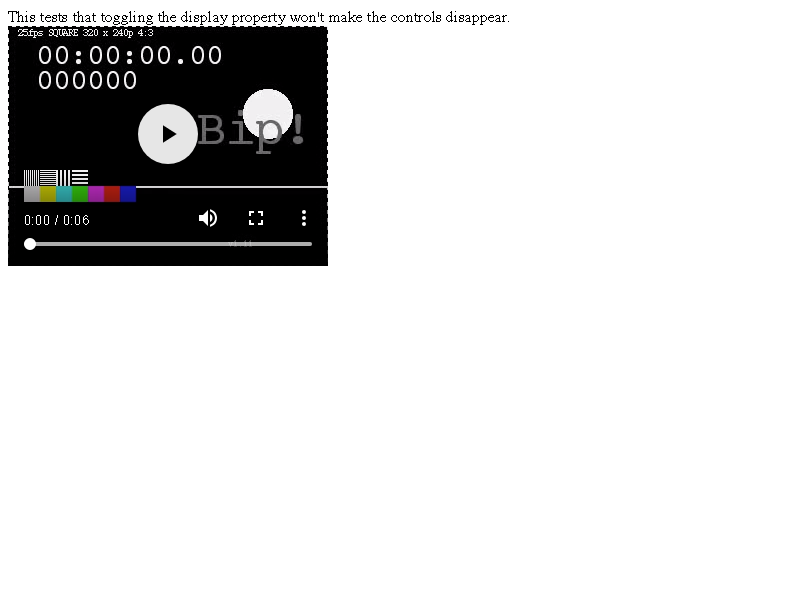 This tests that toggling the display property won't make the controls disappear.
25fps SQUARE 320 x 240p 4:3
00:00:00.00
000000
Bip!
0:00 / 0:06